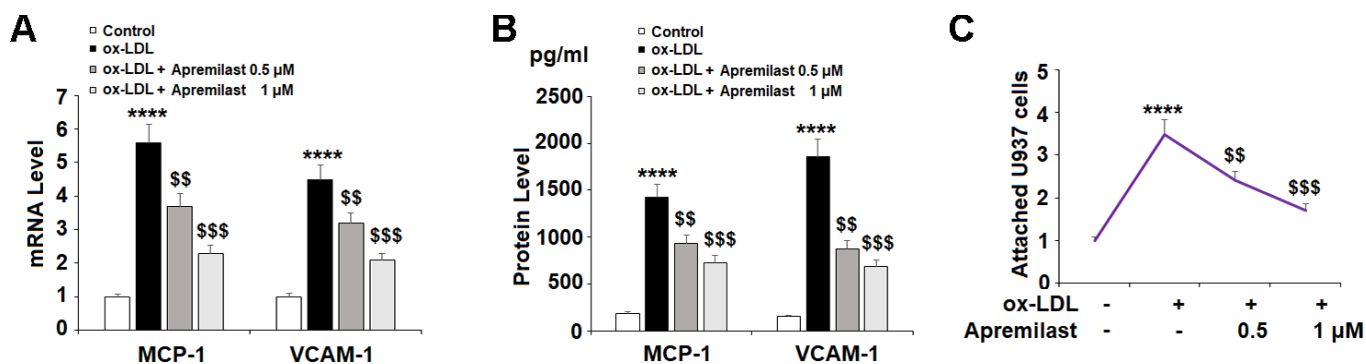 A
Control
ox-LDL
ox-LDL + Apremilast 0.5 μM
ox-LDL + Apremilast 1 μM
mRNA Level
7
6
5
4
3
2
1
0
****
$$
$$$
****
$$
$$$
MCP-1 VCAM-1
B
pg/ml
Control
ox-LDL
ox-LDL + Apremilast 0.5 μM
ox-LDL + Apremilast 1 μM
Protein Level
2500
2000
1500
1000
500
0
****
$$
$$$
****
$$
$$$
MCP-1 VCAM-1
C
Attached U937 cells
5
4
3
2
1
0
****
$$
$$$
ox-LDL - + + +
Apremilast - - 0.5 1 μM